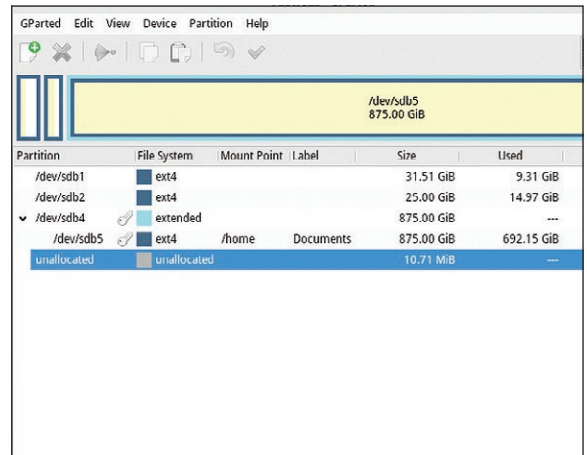 GParted Edit View Device Partition Help
/dev/sdb5
875.00 GiB
Partition File System Mount Point Label Size Used
/dev/sdb1 ext4 31.51 GiB 9.31 GiB
/dev/sdb2 ext4 25.00 GiB 14.97 GiB
/dev/sdb4 extended 875.00 GiB ---
/dev/sdb5 ext4 /home Documents 875.00 GiB 692.15 GiB
unallocated unallocated 10.71 MiB ---